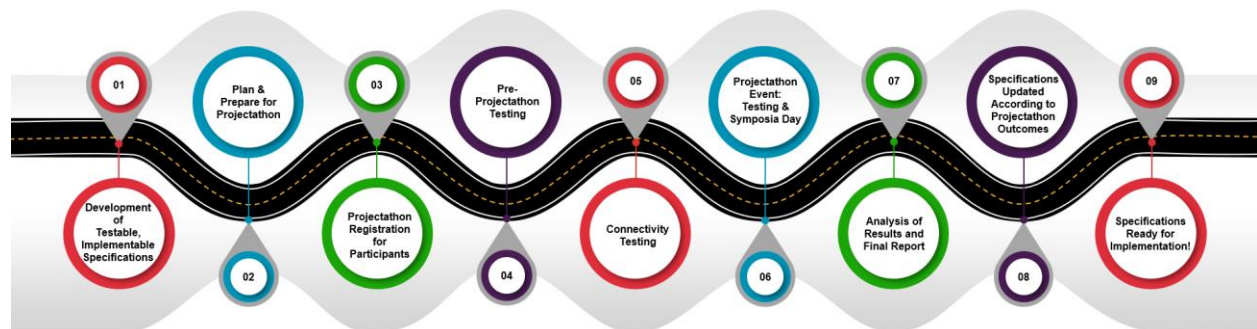 01
Development
of
Testable,
Implementable
Specifications
Plan &
Prepare for
Projectathon
02
03
Projectathon
Registration
for
Participants
Pre-
Projectathon
Testing
04
05
Connectivity
Testing
Projectathon
Event:
Testing &
Symposia Day
06
07
Analysis of
Results and
Final Report
Specifications
Updated
According to
Projectathon
Outcomes
08
09
Specifications
Ready for
Implementation!